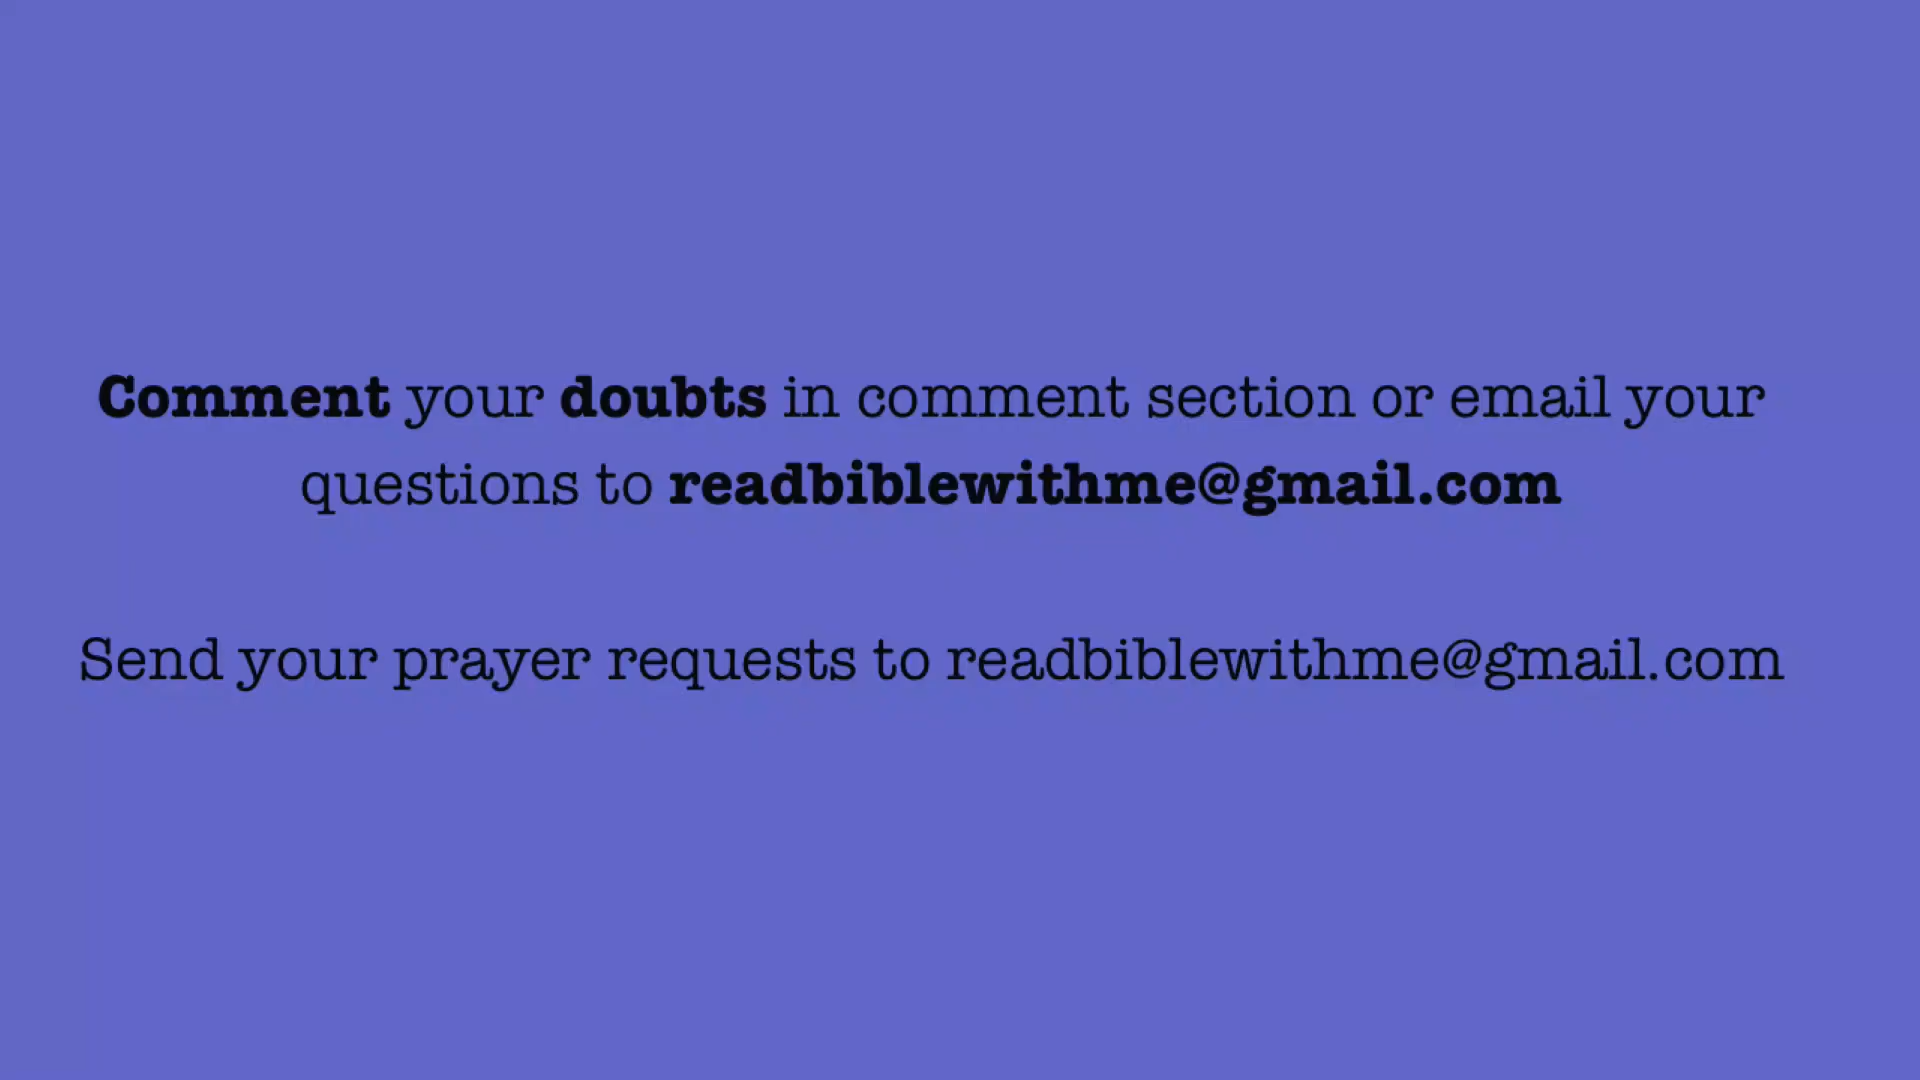 Comment your doubts in comment section or email your
questions to readbiblewithme@gmail.com
Send your prayer requests to readbiblewithme@gmail.com